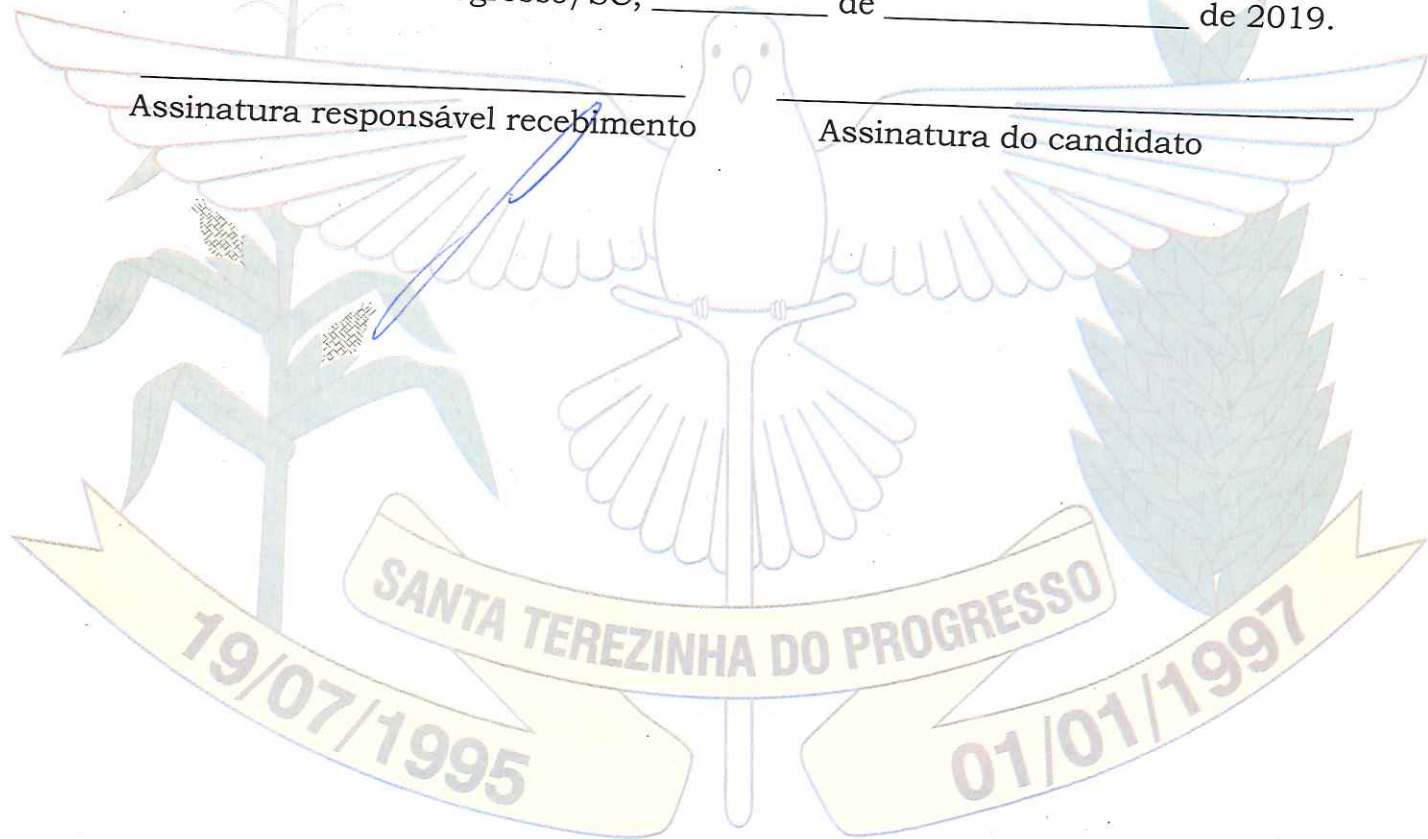 de de 2019.
Assinatura responsável recebimento Assinatura do candidato
SANTA TEREZINHA DO PROGRESSO
19/07/1995
01/01/1997